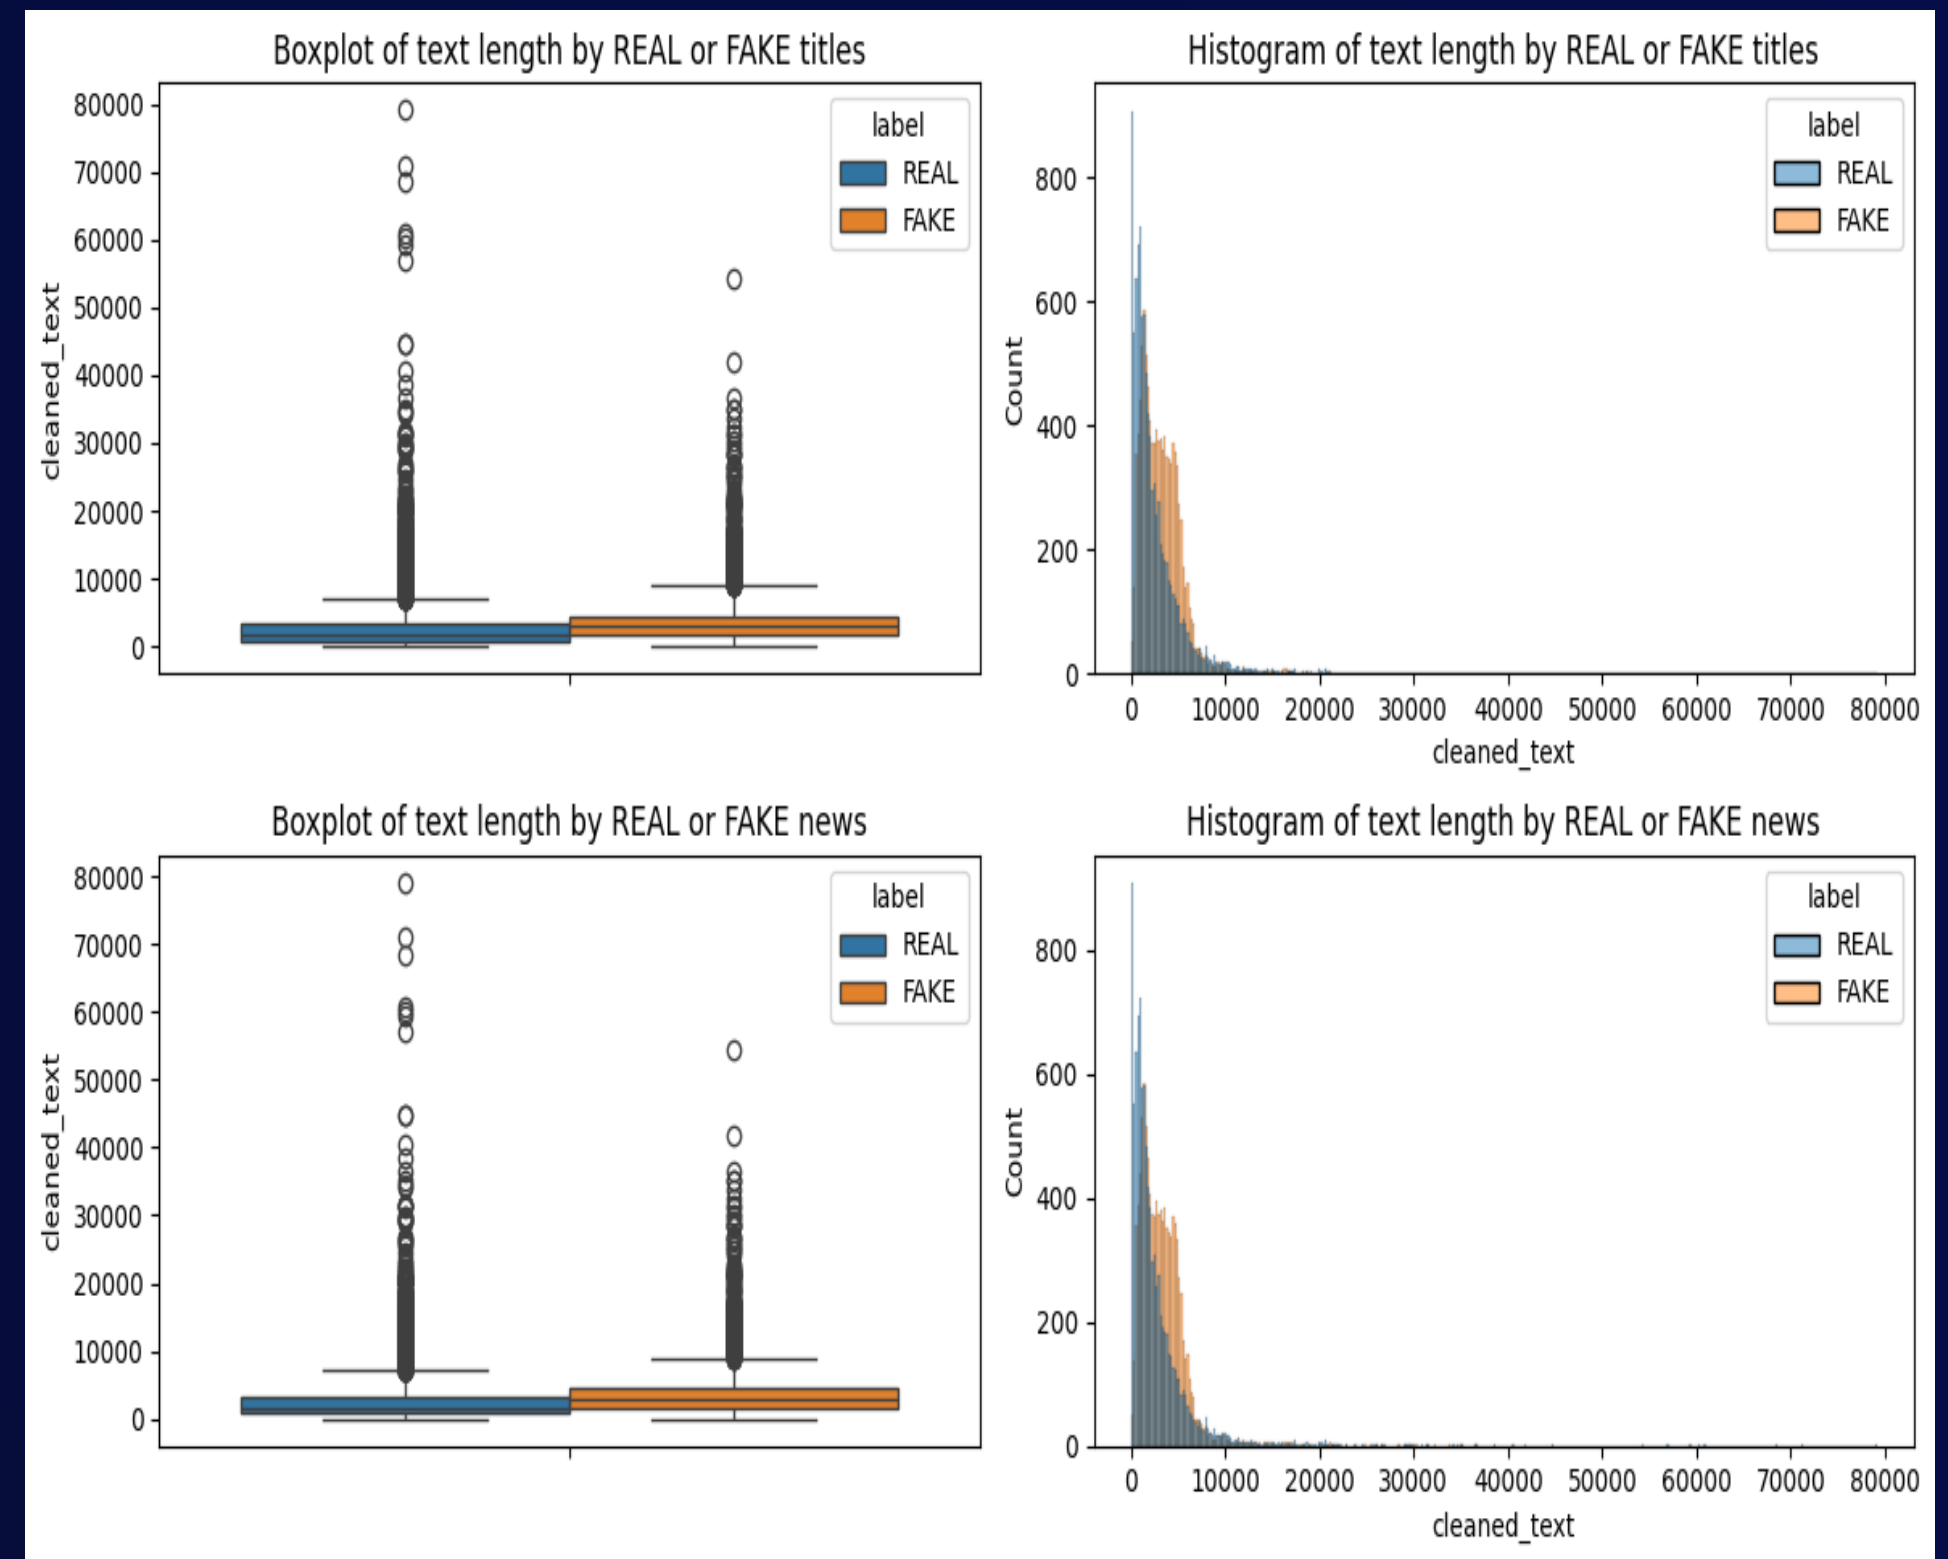 Boxplot of text length by REAL or FAKE titles
80000
70000
60000
50000
40000
30000
20000
10000
0
cleaned_text
label
REAL
FAKE
Histogram of text length by REAL or FAKE titles
800
600
400
200
0
Count
label
REAL
FAKE
0 10000 20000 30000 40000 50000 60000 70000 80000
cleaned_text
Boxplot of text length by REAL or FAKE news
80000
70000
60000
50000
40000
30000
20000
10000
0
cleaned_text
label
REAL
FAKE
Histogram of text length by REAL or FAKE news
800
600
400
200
0
Count
label
REAL
FAKE
0 10000 20000 30000 40000 50000 60000 70000 80000
cleaned_text